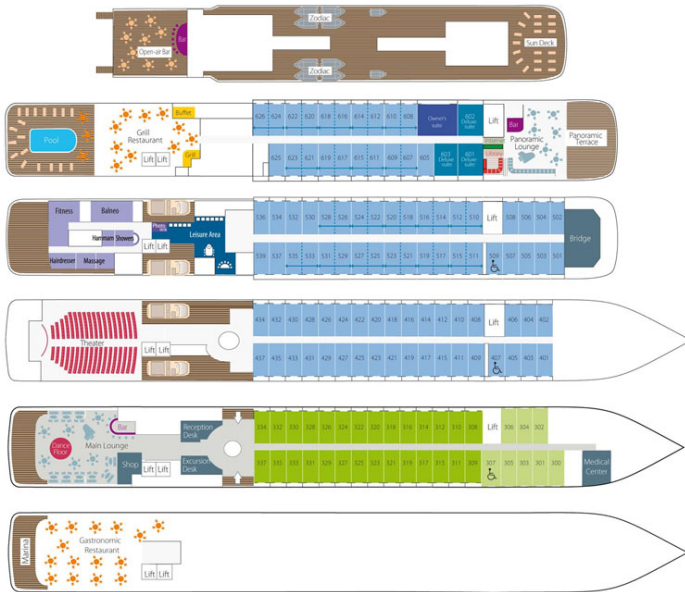 Zodiac
Bar
Open-air Bar
Sun Deck
Zodiac
Buffet
626 624 622 620 618 616 614 612 610 608
Owner's
suite
602
Deluxe
suite
Lift
Bar
Pool
Grill
Restaurant
Lift Lift
Grill
Panoramic
Lounge
Panoramic
Terrace
625 623 621 619 617 615 611 609 607 605
603
Deluxe
suite
601
Deluxe
suite
Fitness
Balneo
536 534 532 530 528 526 524 522 520 518 516 514 512 510
Lift
508 506 504 502
Photo
Leisure Area
Hammam Showers
Lift Lift
Bridge
Hairdresser Massage
539 537 535 533 531 529 527 525 523 521 519 517 515 511
509
507 505 503 501
434 432 430 428 426 424 422 420 418 416 414 412 410 408
Lift
406 404 402
Theater
Lift Lift
437 435 433 431 429 427 425 423 421 419 417 415 411 409
407
405 403 401
Bar
Reception
Desk
334 332 330 328 326 324 322 320 318 316 314 312 310 308
Lift
306 304 302
Dance
Floor
Main Lounge
Shop
Lift Lift
Excursion
Desk
337 335 333 331 329 327 325 323 321 319 317 315 311 309
307
305 303 301 300
Medical
Center
Marina
Gastronomic
Restaurant
Lift Lift